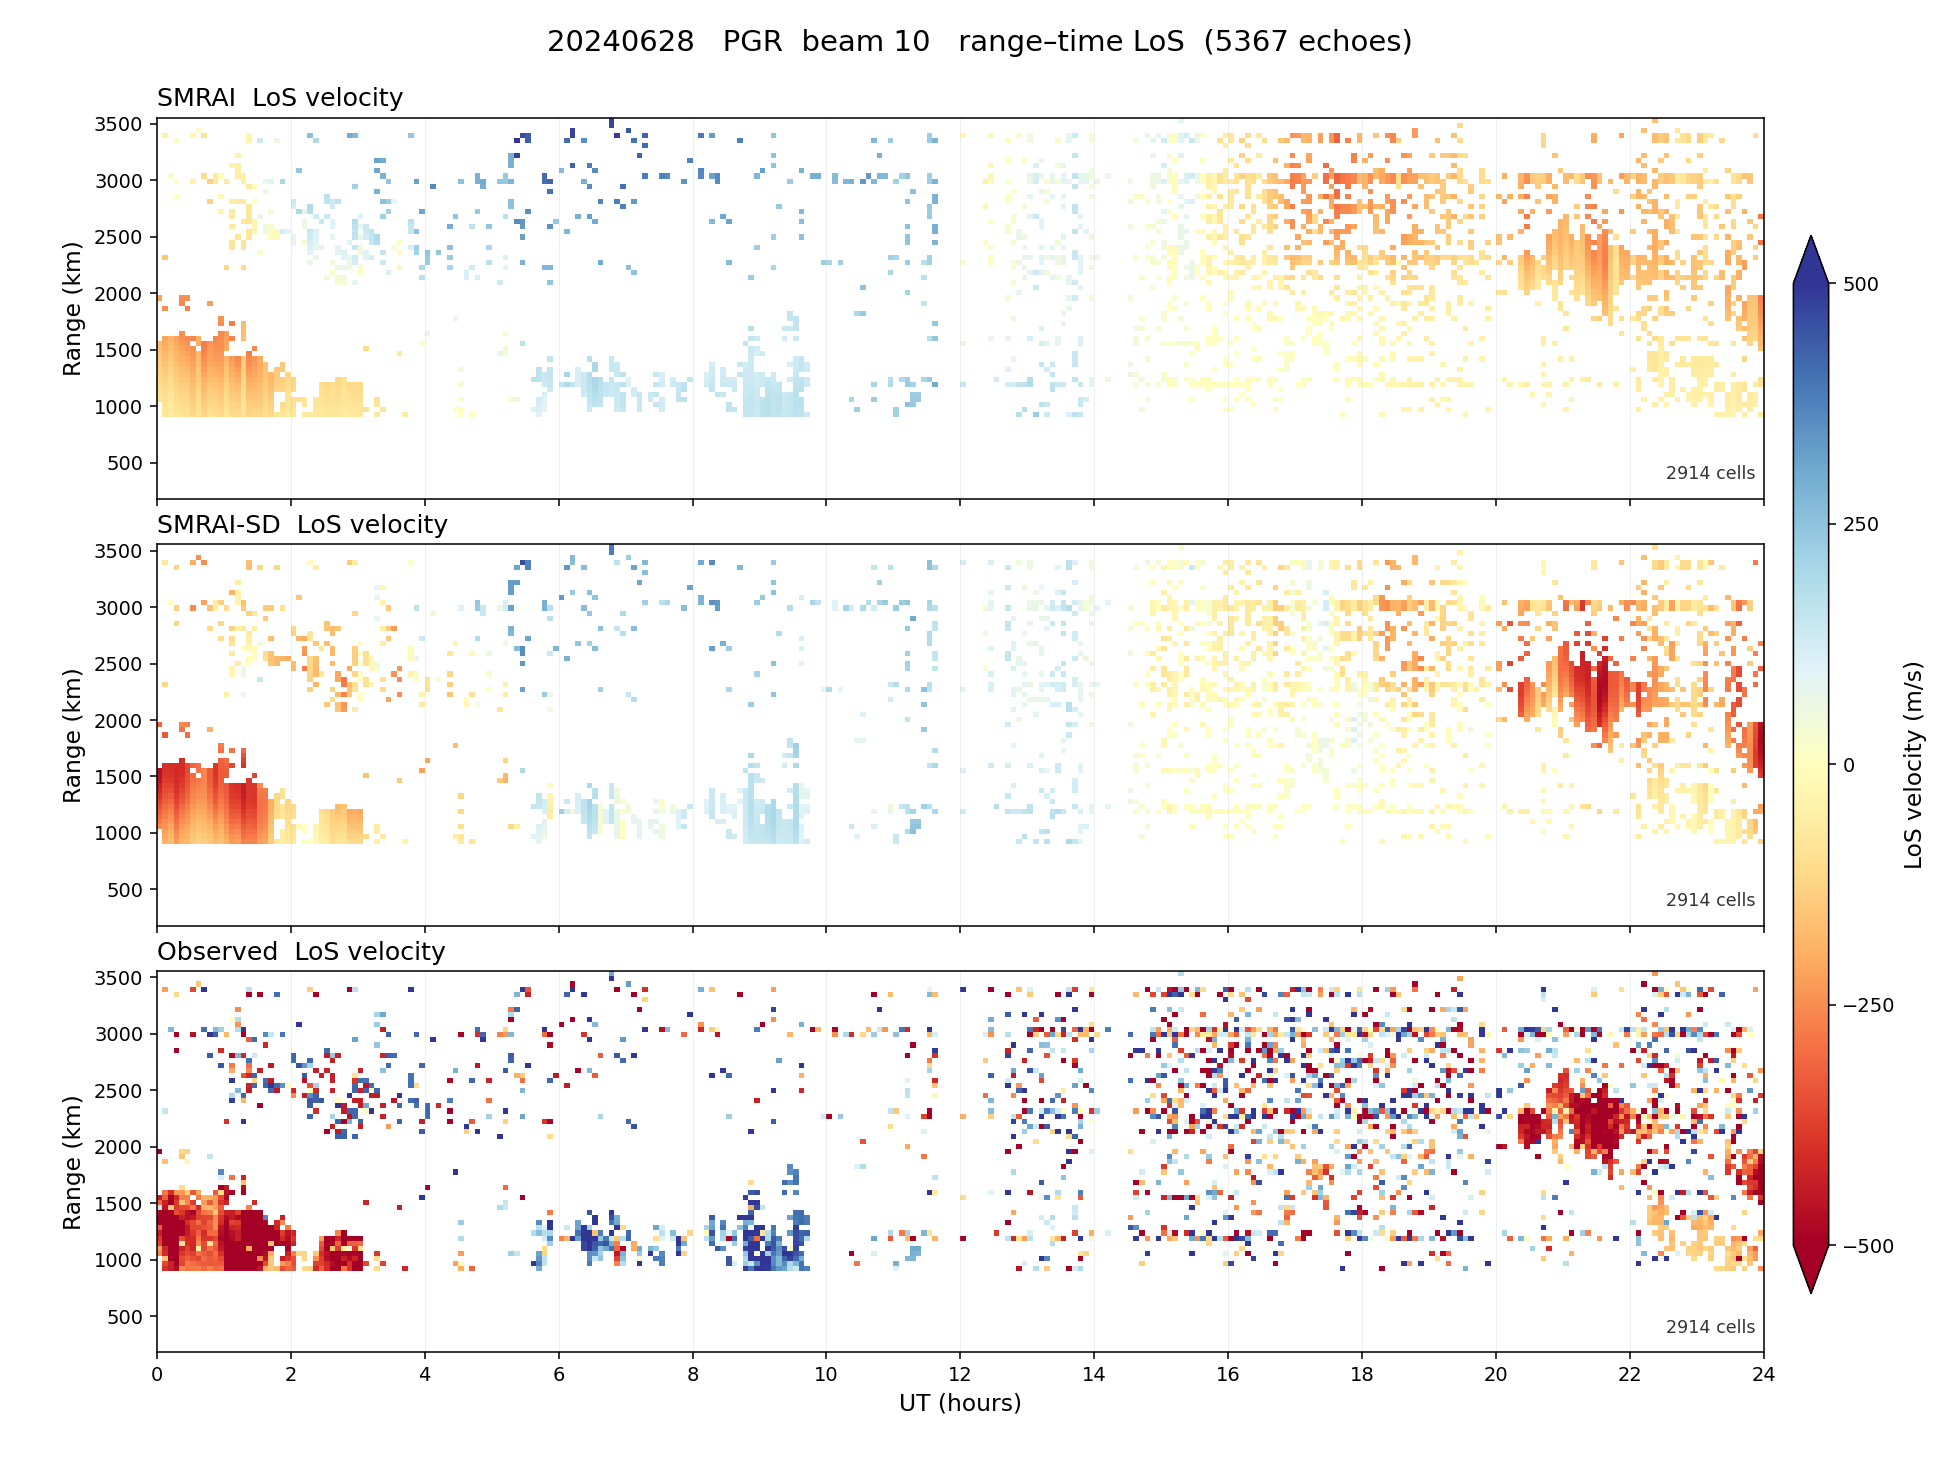 20240628   PGR  beam 10   range–time LoS  (5367 echoes)
SMRAI  LoS velocity
3500
3000
2500
2000
1500
1000
500
Range (km)
2914 cells
SMRAI-SD  LoS velocity
3500
3000
2500
2000
1500
1000
500
Range (km)
2914 cells
Observed  LoS velocity
3500
3000
2500
2000
1500
1000
500
Range (km)
2914 cells
0 2 4 6 8 10 12 14 16 18 20 22 24
UT (hours)
500
250
0
−250
−500
LoS velocity (m/s)